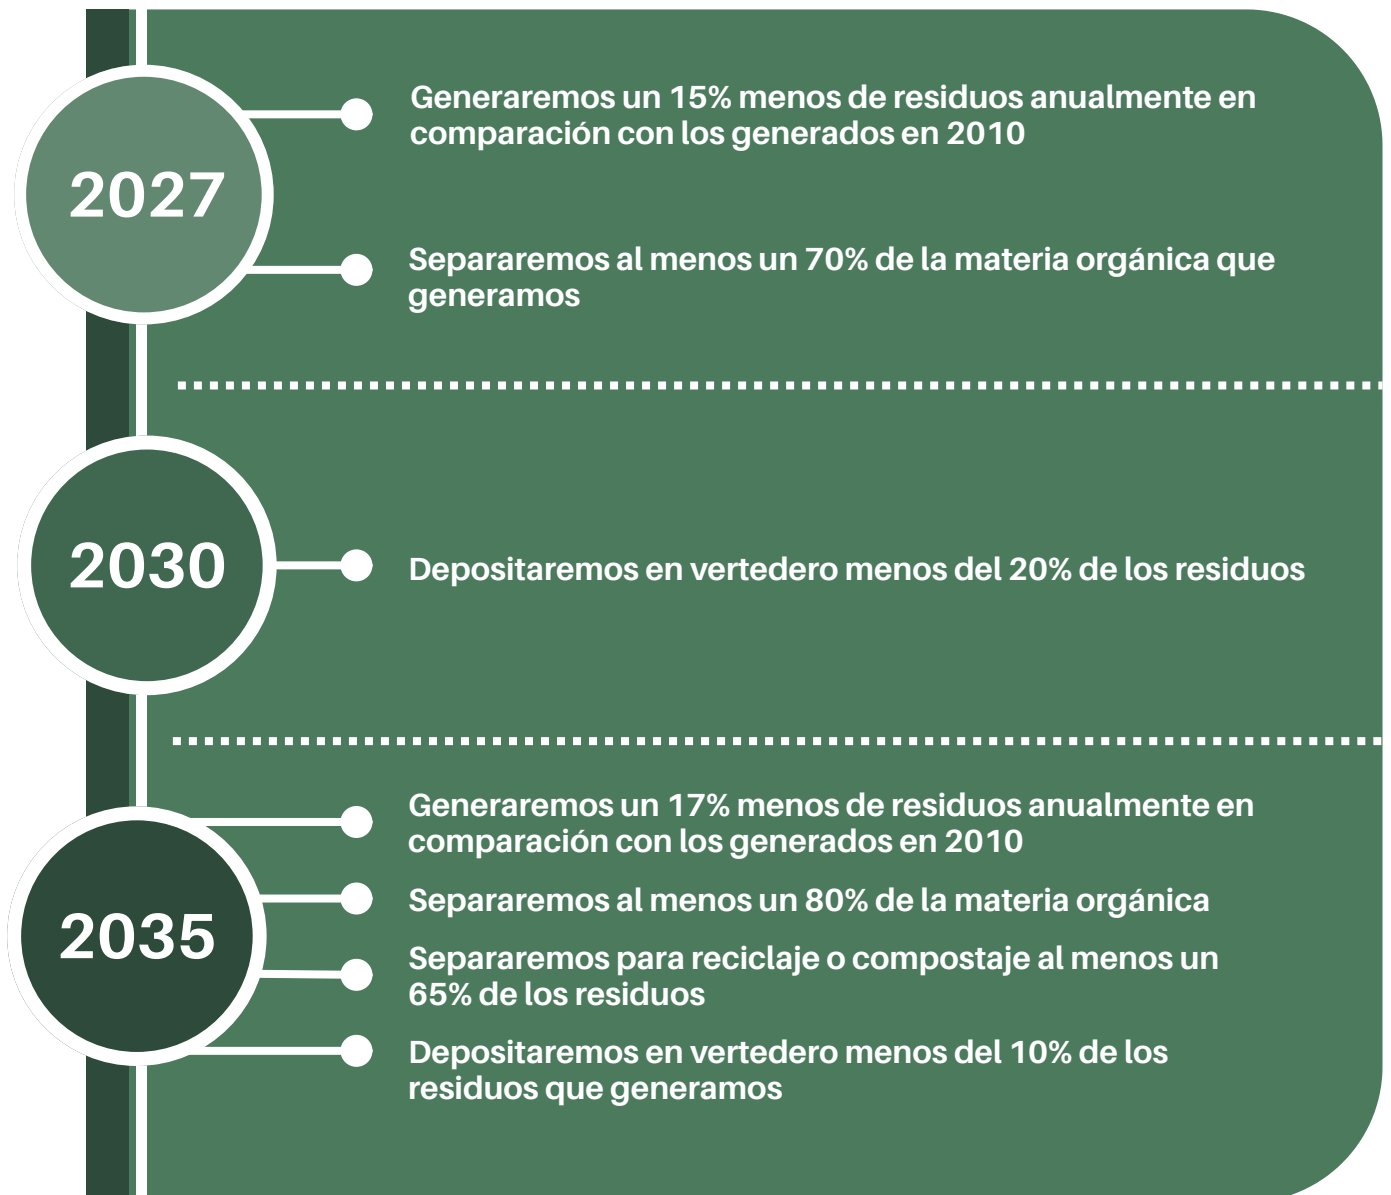 2027
Generaremos un 15% menos de residuos anualmente en
comparación con los generados en 2010
Separaremos al menos un 70% de la materia orgánica que
generamos
2030
Depositaremos en vertedero menos del 20% de los residuos
2035
Generaremos un 17% menos de residuos anualmente en
comparación con los generados en 2010
Separaremos al menos un 80% de la materia orgánica
Separaremos para reciclaje o compostaje al menos un
65% de los residuos
Depositaremos en vertedero menos del 10% de los
residuos que generamos